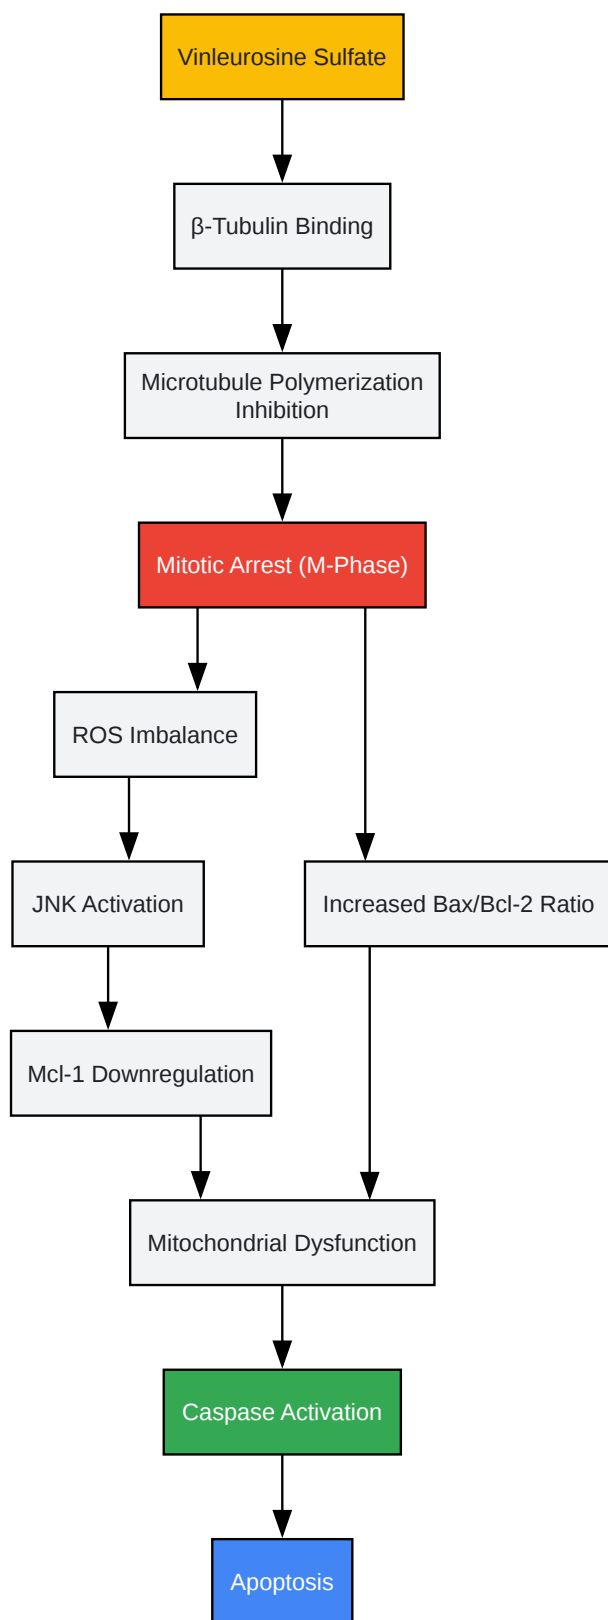 Vinleurosine Sulfate
β-Tubulin Binding
Microtubule Polymerization
Inhibition
Mitotic Arrest (M-Phase)
ROS Imbalance
JNK Activation
Increased Bax/Bcl-2 Ratio
Mcl-1 Downregulation
Mitochondrial Dysfunction
Caspase Activation
Apoptosis